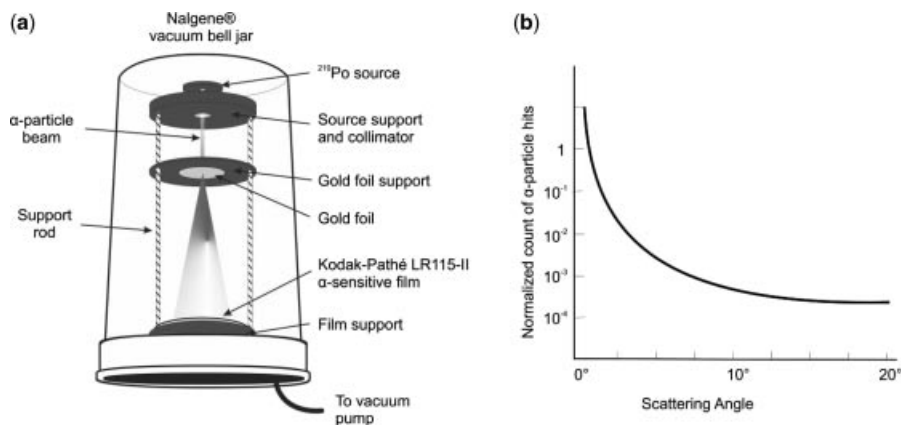 (a)
Nalgene®
vacuum bell jar
²¹⁹Po source
α-particle
beam
Source support
and collimator
Gold foil support
Gold foil
Support
rod
Kodak-Pathé LR115-II
α-sensitive film
Film support
To vacuum
pump
(b)
Normalized count of α-particle hits
1
10⁻¹
10⁻²
10⁻³
10⁻⁴
0°
10°
20°
Scattering Angle